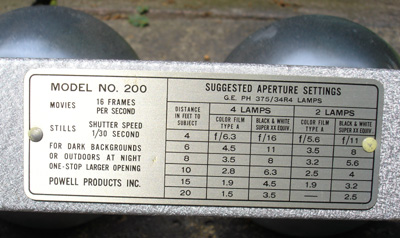 MODEL NO. 200
MOVIES 16 FRAMES PER SECOND
STILLS SHUTTER SPEED 1/30 SECOND
FOR DARK BACKGROUNDS
OR OUTDOORS AT NIGHT
ONE-STOP LARGER OPENING
POWELL PRODUCTS INC.
SUGGESTED APERTURE SETTINGS
G.E. PH 375/34R4 LAMPS
DISTANCE IN FEET TO SUBJECT
4 LAMPS 2 LAMPS
COLOR FILM TYPE A BLACK & WHITE SUPER XX EQUIV. COLOR FILM TYPE A BLACK & WHITE SUPER XX EQUIV.
4 f/6.3 f/16 f/5.6 f/11
6 4.5 11 3.5 8
8 3.5 8 3.2 5.6
10 2.8 6.3 2.5 4
15 1.9 4.5 1.9 3.2
20 1.5 3.5 — 2.5